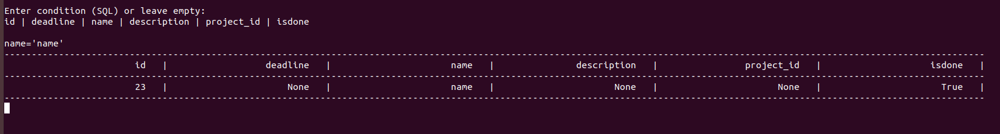 Enter condition (SQL) or leave empty:
id | deadline | name | description | project_id | isdone
name='name'
------------------------------------------------------------------------------------------------------------------------------------------------------------------------------------
id | deadline | name | description | project_id | isdone |
------------------------------------------------------------------------------------------------------------------------------------------------------------------------------------
23 | None | name | None | None | True |
------------------------------------------------------------------------------------------------------------------------------------------------------------------------------------